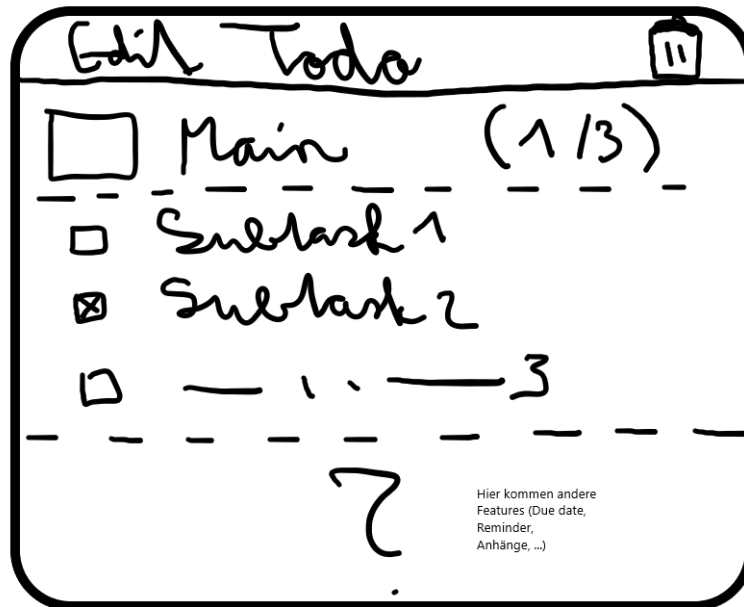 Edit Todo
Main (1/3)
Subtask 1
Subtask 2
— " — 3
?
Hier kommen andere
Features (Due date,
Reminder,
Anhänge, ...)